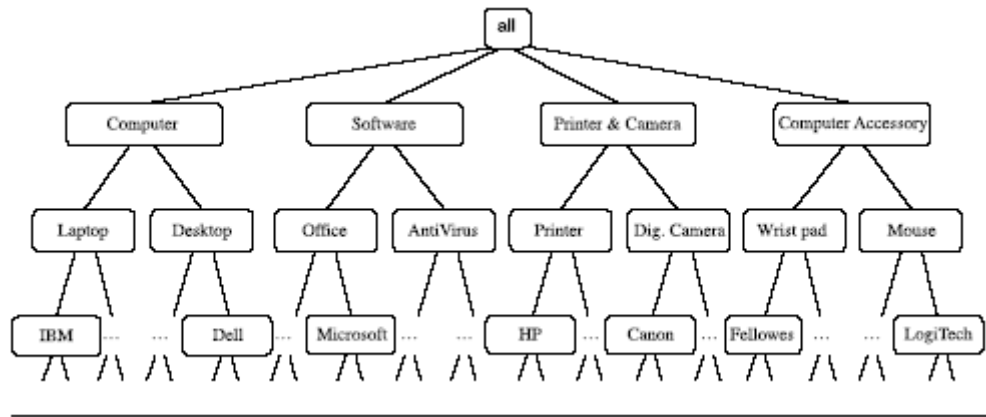 all
Computer
Software
Printer & Camera
Computer Accessory
Laptop
Desktop
Office
AntiVirus
Printer
Dig. Camera
Wrist pad
Mouse
IBM
...
...
Dell
...
Microsoft
...
...
HP
...
Canon
...
Fellowes
...
...
LogiTech